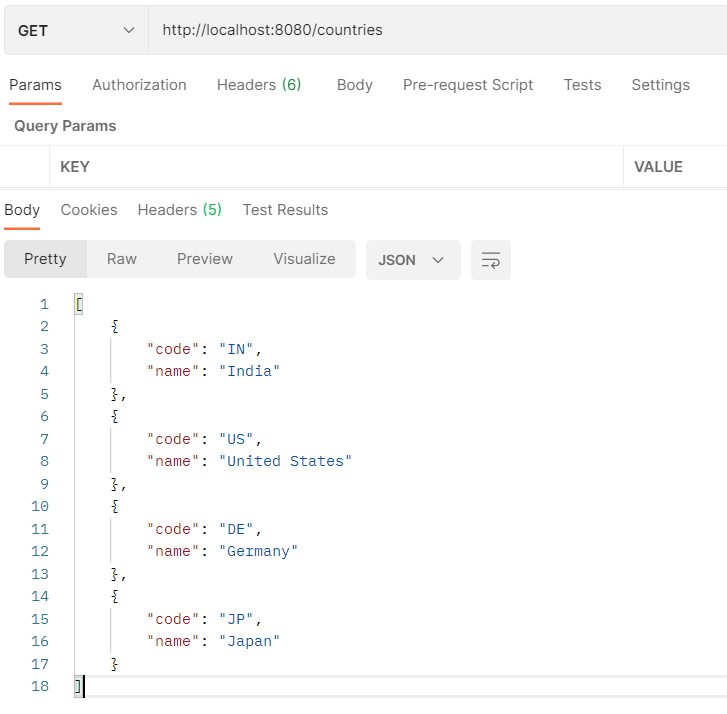 GET http://localhost:8080/countries
Params Authorization Headers (6) Body Pre-request Script Tests Settings
Query Params
KEY VALUE
Body Cookies Headers (5) Test Results
Pretty Raw Preview Visualize JSON
1 [
2 {
3 "code": "IN",
4 "name": "India"
5 },
6 {
7 "code": "US",
8 "name": "United States"
9 },
10 {
11 "code": "DE",
12 "name": "Germany"
13 },
14 {
15 "code": "JP",
16 "name": "Japan"
17 }
18 ]